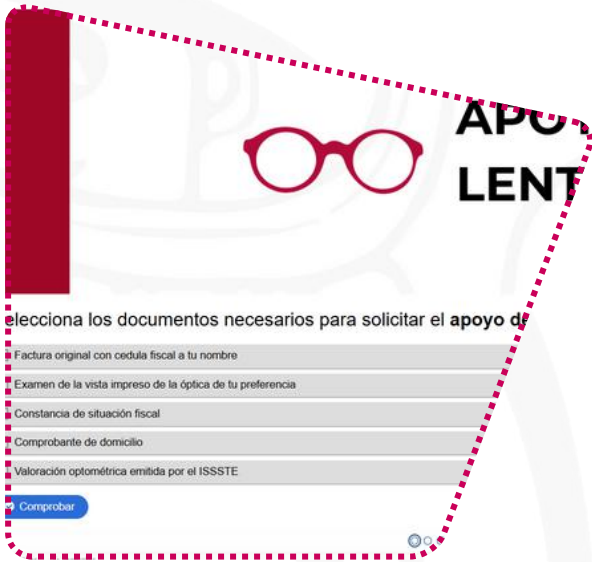 APOY
LENT
elecciona los documentos necesarios para solicitar el apoyo de
Factura original con cedula fiscal a tu nombre
Examen de la vista impreso de la óptica de tu preferencia
Constancia de situación fiscal
Comprobante de domicilio
Valoración optométrica emitida por el ISSSTE
Comprobar